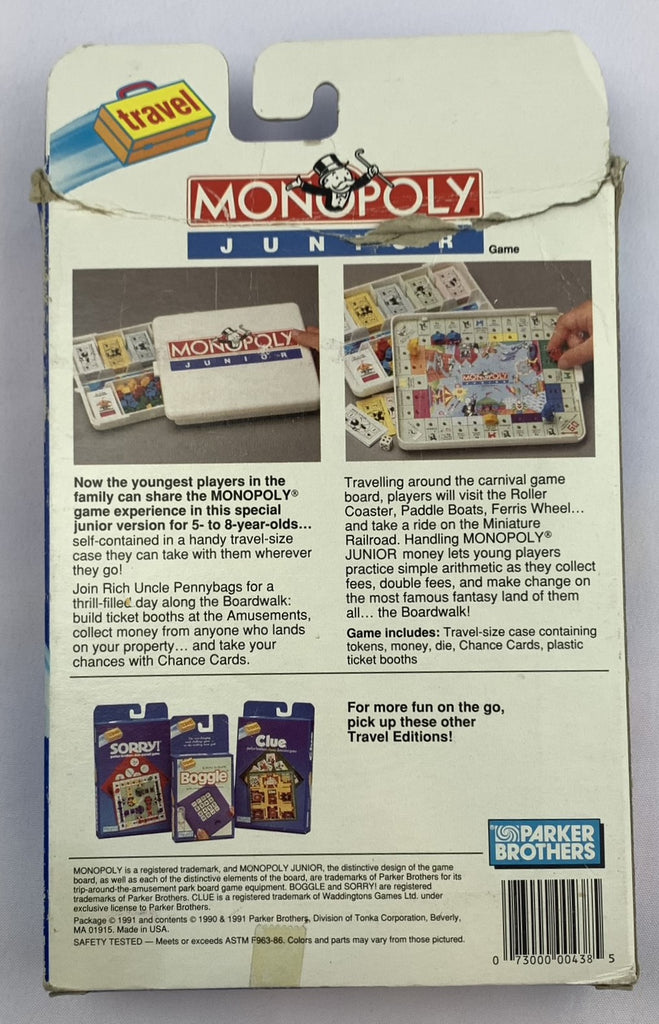 travel
MONOPOLY
JUNIOR Game
MONOPOLY
JUNIOR
MONOPOLY
JUNIOR
GO
Now the youngest players in the
family can share the MONOPOLY®
game experience in this special
junior version for 5- to 8-year-olds...
self-contained in a handy travel-size
case they can take with them wherever
they go!
Join Rich Uncle Pennybags for a
thrill-filled day along the Boardwalk:
build ticket booths at the Amusements,
collect money from anyone who lands
on your property... and take your
chances with Chance Cards.
Travelling around the carnival game
board, players will visit the Roller
Coaster, Paddle Boats, Ferris Wheel...
and take a ride on the Miniature
Railroad. Handling MONOPOLY®
JUNIOR money lets young players
practice simple arithmetic as they collect
fees, double fees, and make change on
the most famous fantasy land of them
all... the Boardwalk!
Game includes: Travel-size case containing
tokens, money, die, Chance Cards, plastic
ticket booths
SORRY!
Boggle
Clue
For more fun on the go,
pick up these other
Travel Editions!
PARKER
BROTHERS
MONOPOLY is a registered trademark, and MONOPOLY JUNIOR, the distinctive design of the game
board, as well as each of the distinctive elements of the board, are trademarks of Parker Brothers for its
trip-around-the-amusement park board game equipment. BOGGLE and SORRY! are registered
trademarks of Parker Brothers. CLUE is a registered trademark of Waddingtons Games Ltd. under
exclusive license to Parker Brothers.
Package © 1991 and contents © 1990 & 1991 Parker Brothers, Division of Tonka Corporation, Beverly,
MA 01915. Made in USA.
SAFETY TESTED — Meets or exceeds ASTM F963-86. Colors and parts may vary from those pictured.
0 73000 00438 5